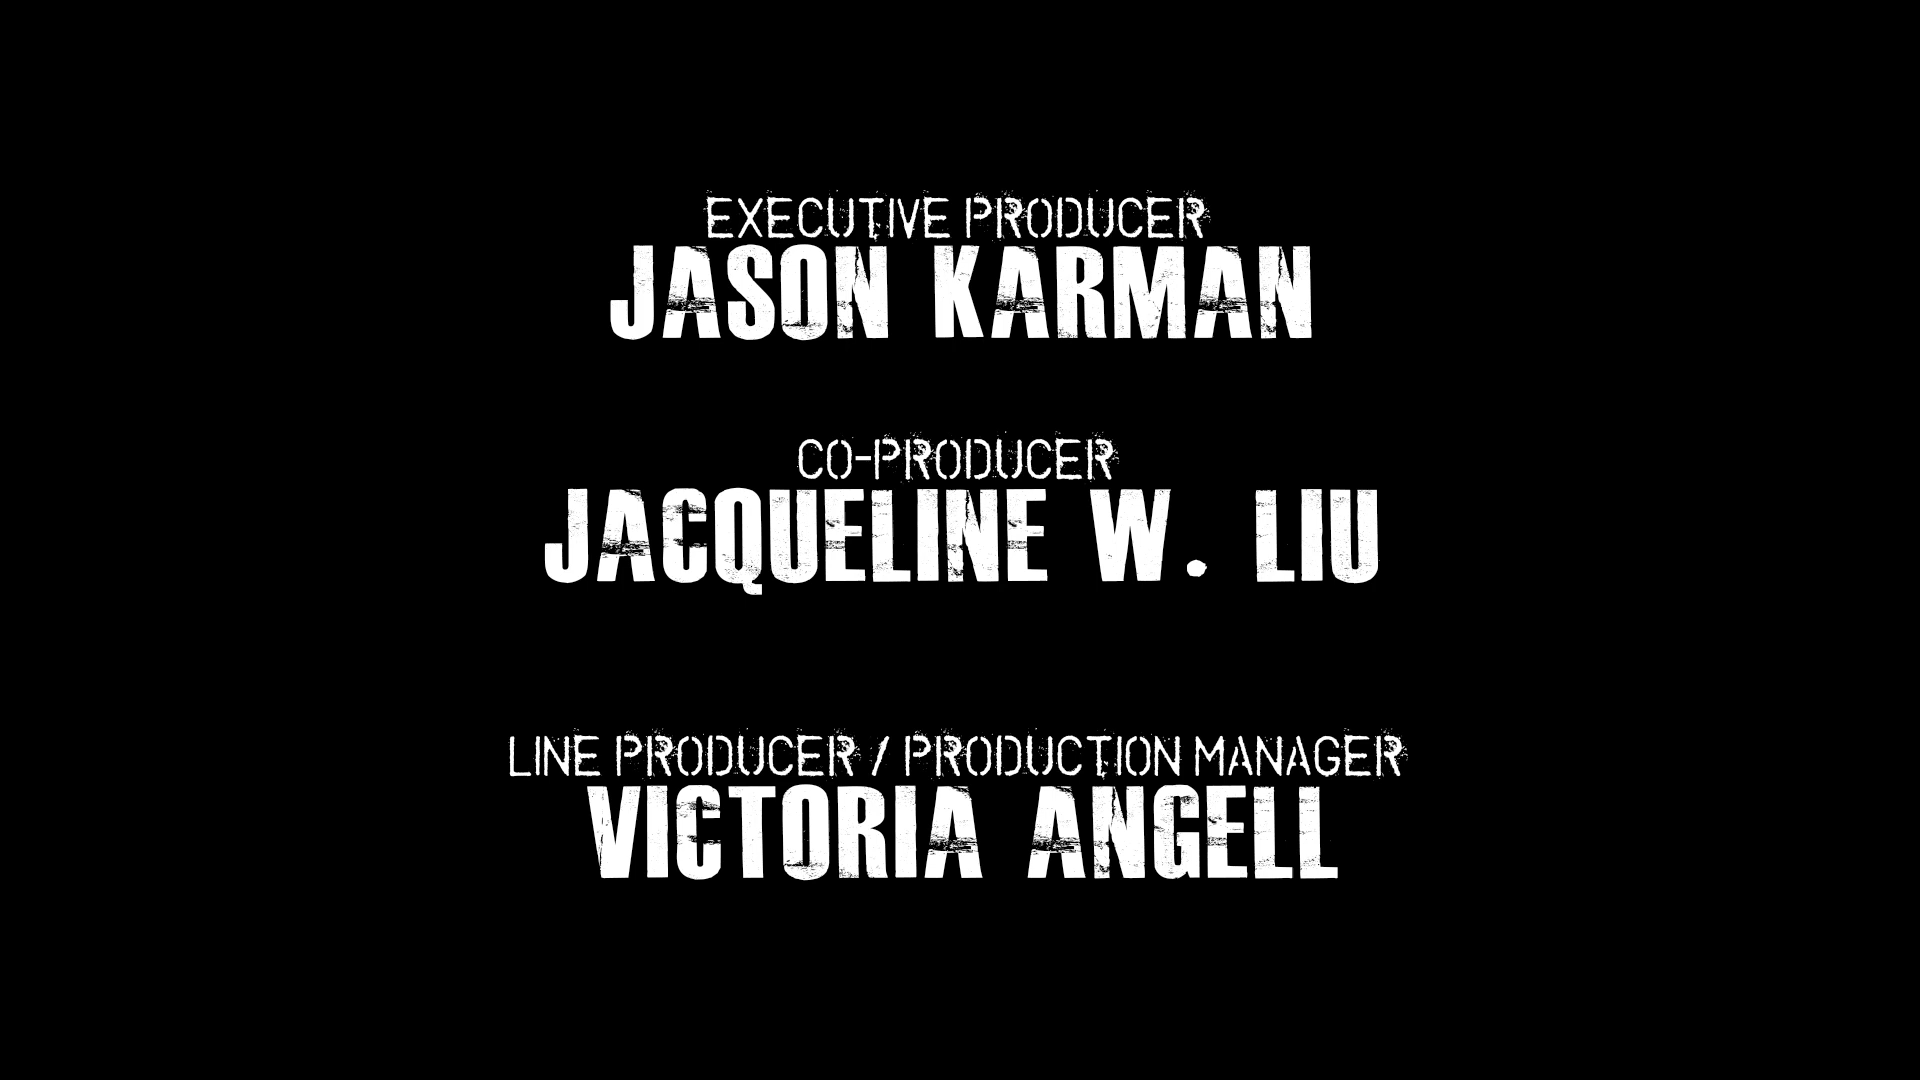 EXECUTIVE PRODUCER
JASON KARMAN
CO-PRODUCER
JACQUELINE W. LIU
LINE PRODUCER / PRODUCTION MANAGER
VICTORIA ANGELL